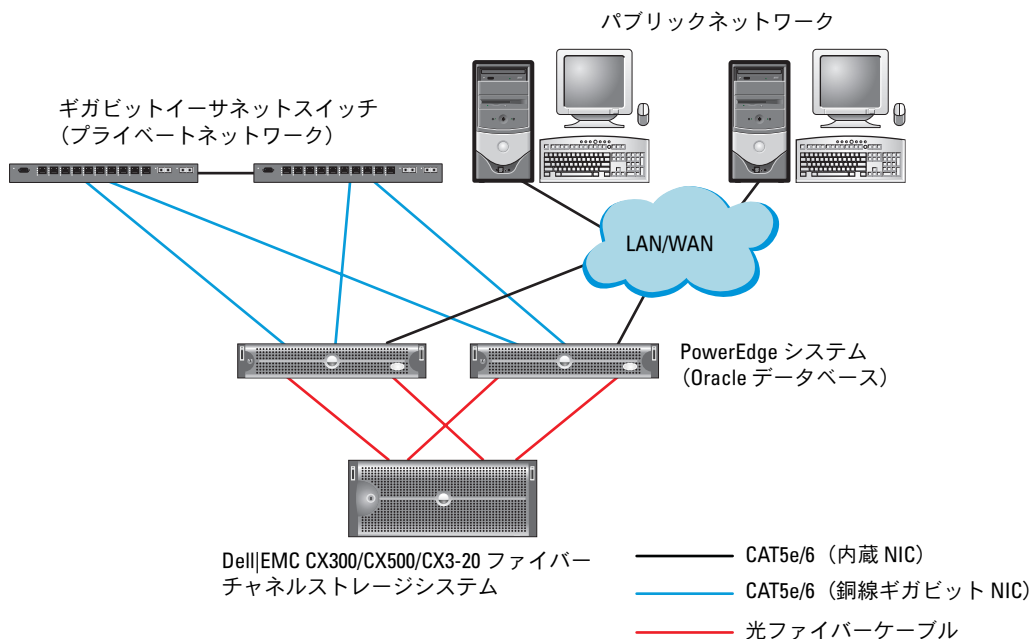 パブリックネットワーク
ギガビットイーサネットスイッチ
（プライベートネットワーク）
LAN/WAN
PowerEdge システム
（Oracle データベース）
Dell|EMC CX300/CX500/CX3-20 ファイバー
チャネルストレージシステム
CAT5e/6（内蔵 NIC）
CAT5e/6（銅線ギガビット NIC）
光ファイバーケーブル